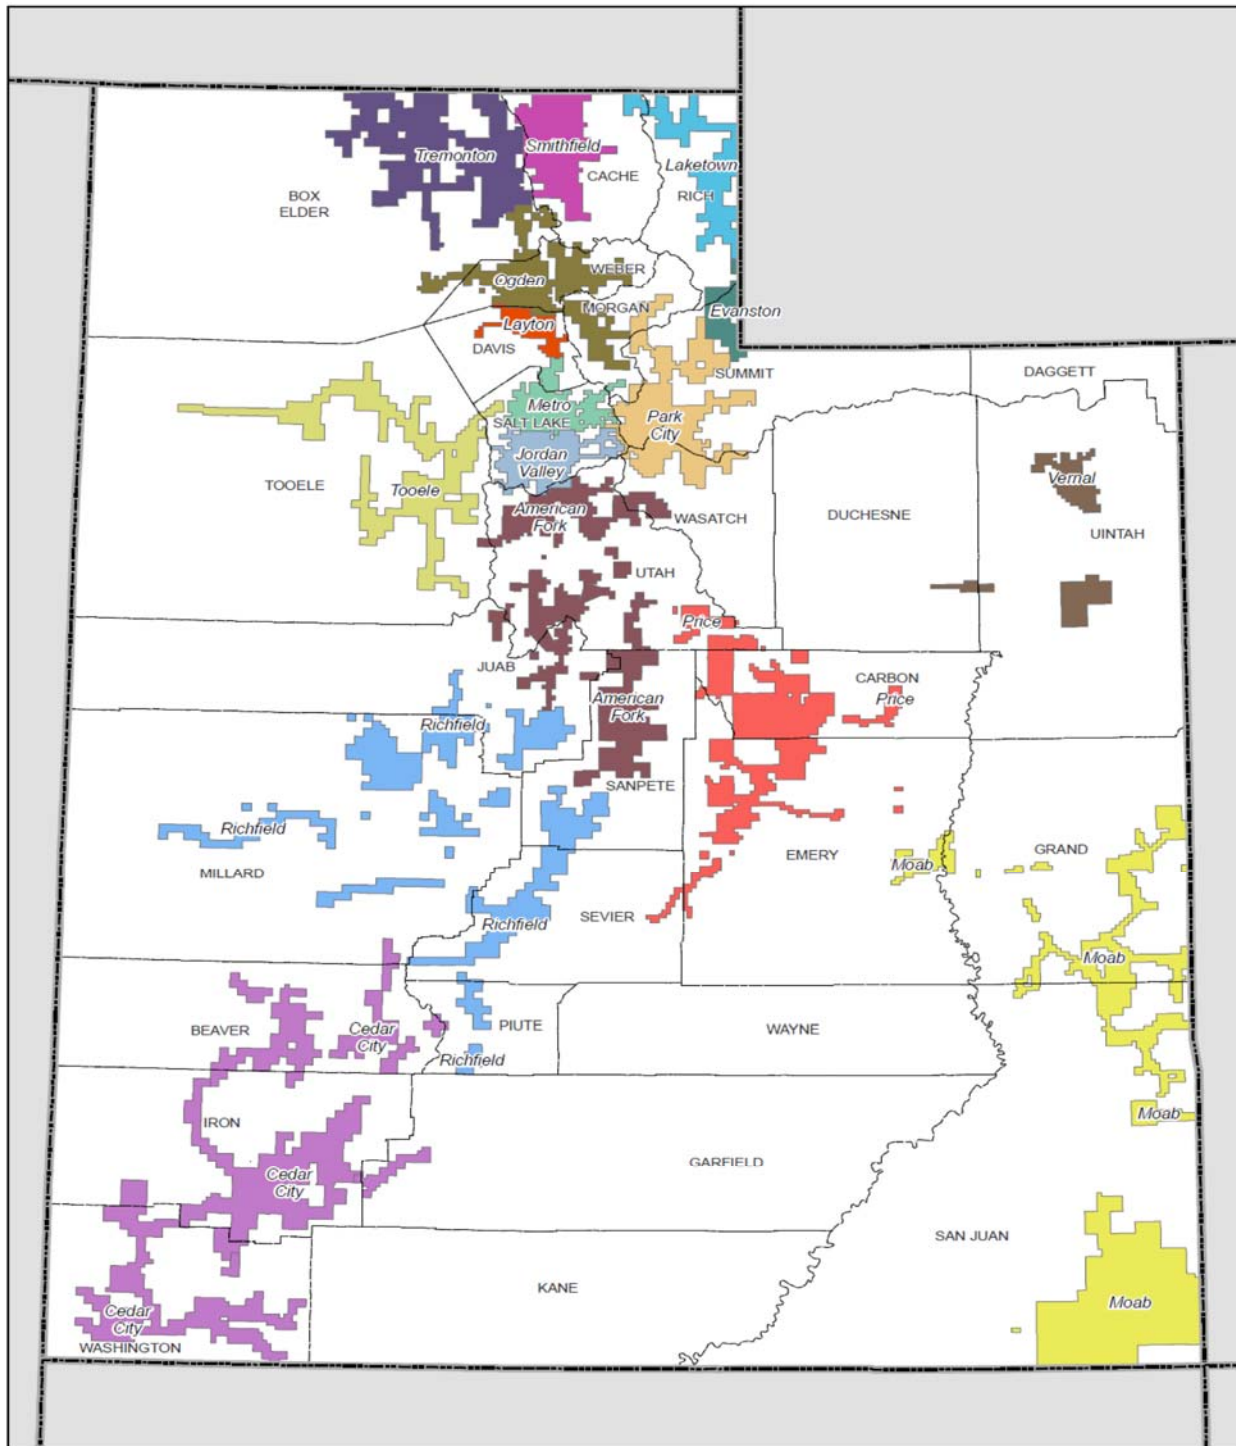 Tremonton
Smithfield
CACHE
Laketown
RICH
BOX
ELDER
Ogden
WEBER
MORGAN
Evanston
Layton
DAVIS
SUMMIT
DAGGETT
Metro
SALT LAKE
Park
City
Jordan
Valley
TOOELE
Tooele
American
Fork
WASATCH
DUCHESNE
Vernal
UINTAH
UTAH
Price
JUAB
CARBON
Price
American
Fork
Richfield
SANPETE
Richfield
MILLARD
EMERY
Moab
GRAND
SEVIER
Richfield
Moab
BEAVER
Cedar
City
PIUTE
WAYNE
Richfield
IRON
Moab
Cedar
City
GARFIELD
SAN JUAN
KANE
Cedar
City
Moab
WASHINGTON